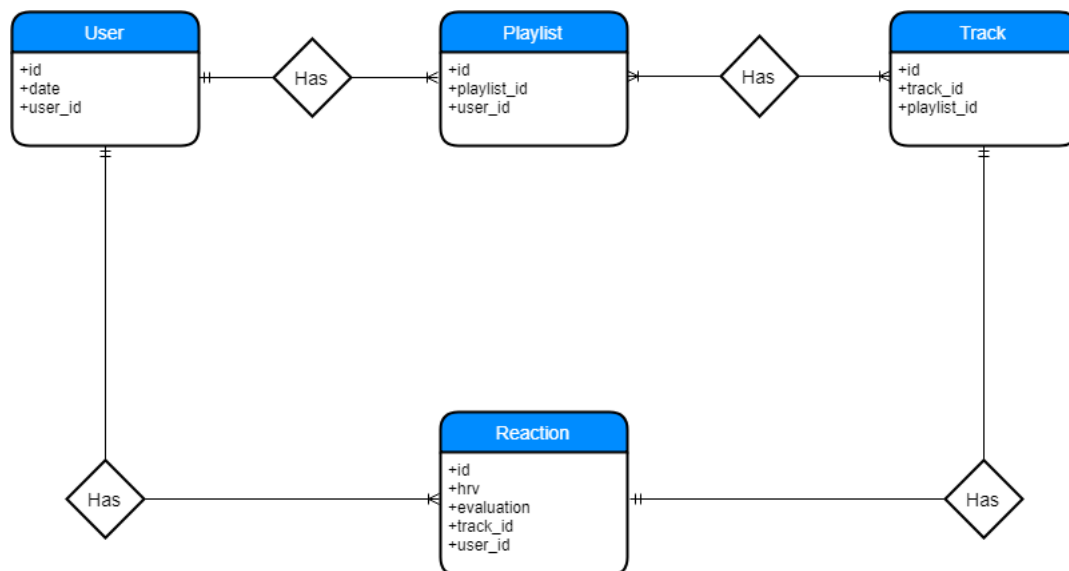 User
+id
+date
+user_id
Has
Playlist
+id
+playlist_id
+user_id
Has
Track
+id
+track_id
+playlist_id
Has
Reaction
+id
+hrv
+evaluation
+track_id
+user_id
Has